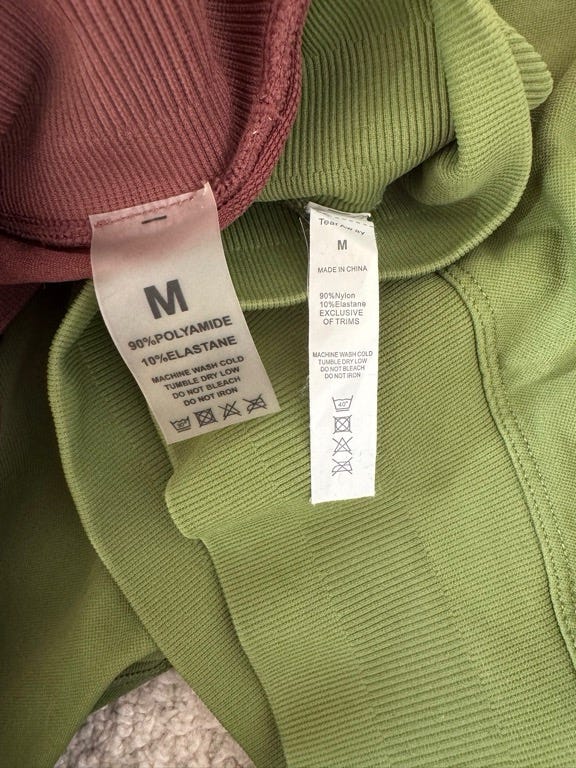 M
90%POLYAMIDE
10%ELASTANE
MACHINE WASH COLD
TUMBLE DRY LOW
DO NOT BLEACH
DO NOT IRON
Tear
M
MADE IN CHINA
90%Nylon
10%Elastane
EXCLUSIVE
OF TRIMS
MACHINE WASH COLD
TUMBLE DRY LOW
DO NOT BLEACH
DO NOT IRON
40°